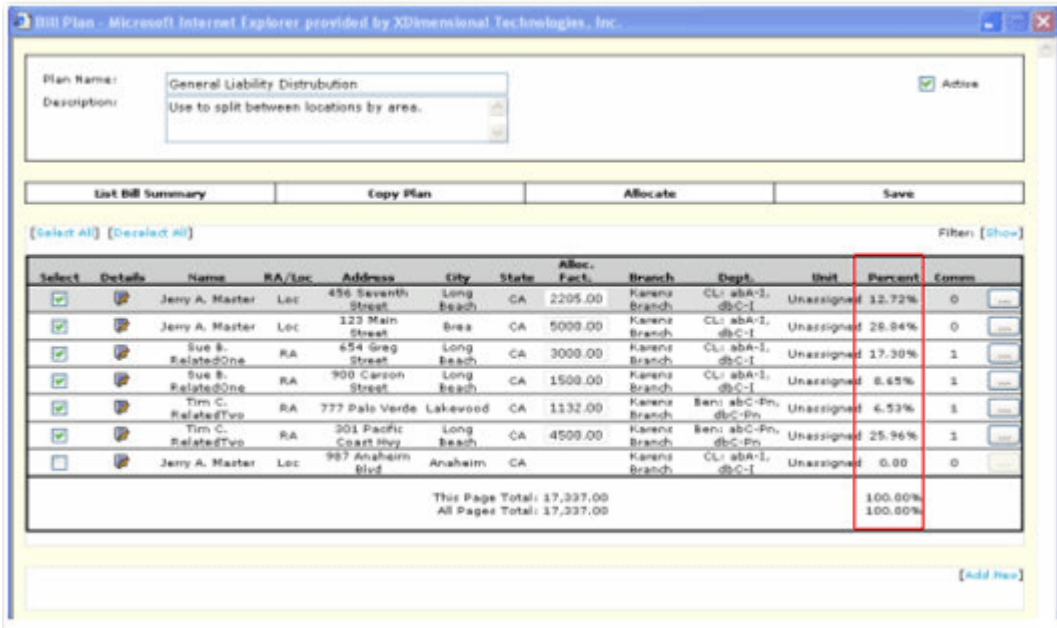 Bill Plan - Microsoft Internet Explorer provided by XDimensional Technologies, Inc.
Plan Name: General Liability Distrubution Active
Description: Use to split between locations by area.
List Bill Summary Copy Plan Allocate Save
[Select All] [Deselect All] Filter: [Show]
Select Details Name RA/Loc Address City State Alloc. Fact. Branch Dept. Unit Percent Comm
Jerry A. Master Loc 456 Seventh Street Long Beach CA 2205.00 Karens Branch CL: abA-I, dbC-I Unassigned 12.72% 0 ...
Jerry A. Master Loc 123 Main Street Brea CA 5000.00 Karens Branch CL: abA-I, dbC-I Unassigned 28.84% 0 ...
Sue B. RelatedOne RA 654 Greg Street Long Beach CA 3000.00 Karens Branch CL: abA-I, dbC-I Unassigned 17.30% 1 ...
Sue B. RelatedOne RA 900 Carson Street Long Beach CA 1500.00 Karens Branch CL: abA-I, dbC-I Unassigned 8.65% 1 ...
Tim C. RelatedTwo RA 777 Palo Verde Lakewood CA 1132.00 Karens Branch Ben: abC-Pn, dbC-Pn Unassigned 6.53% 1 ...
Tim C. RelatedTwo RA 301 Pacific Coast Hwy Long Beach CA 4500.00 Karens Branch Ben: abC-Pn, dbC-Pn Unassigned 25.96% 1 ...
Jerry A. Master Loc 987 Anaheim Blvd Anaheim CA Karens Branch CL: abA-I, dbC-I Unassigned 0.00 0 ...
This Page Total: 17,337.00 100.00%
All Pages Total: 17,337.00 100.00%
[Add New]